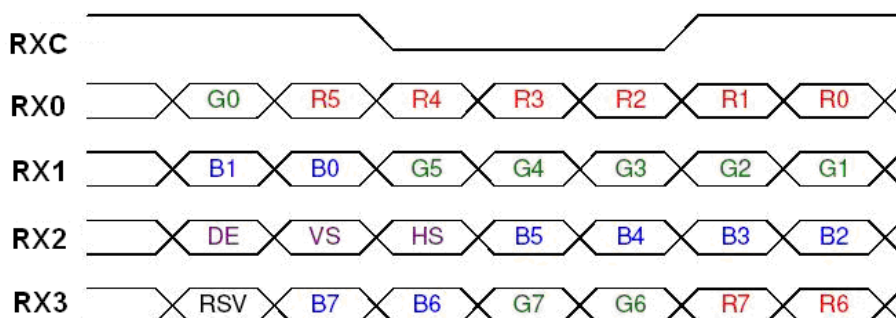 RXC
RX0 G0 R5 R4 R3 R2 R1 R0
RX1 B1 B0 G5 G4 G3 G2 G1
RX2 DE VS HS B5 B4 B3 B2
RX3 RSV B7 B6 G7 G6 R7 R6